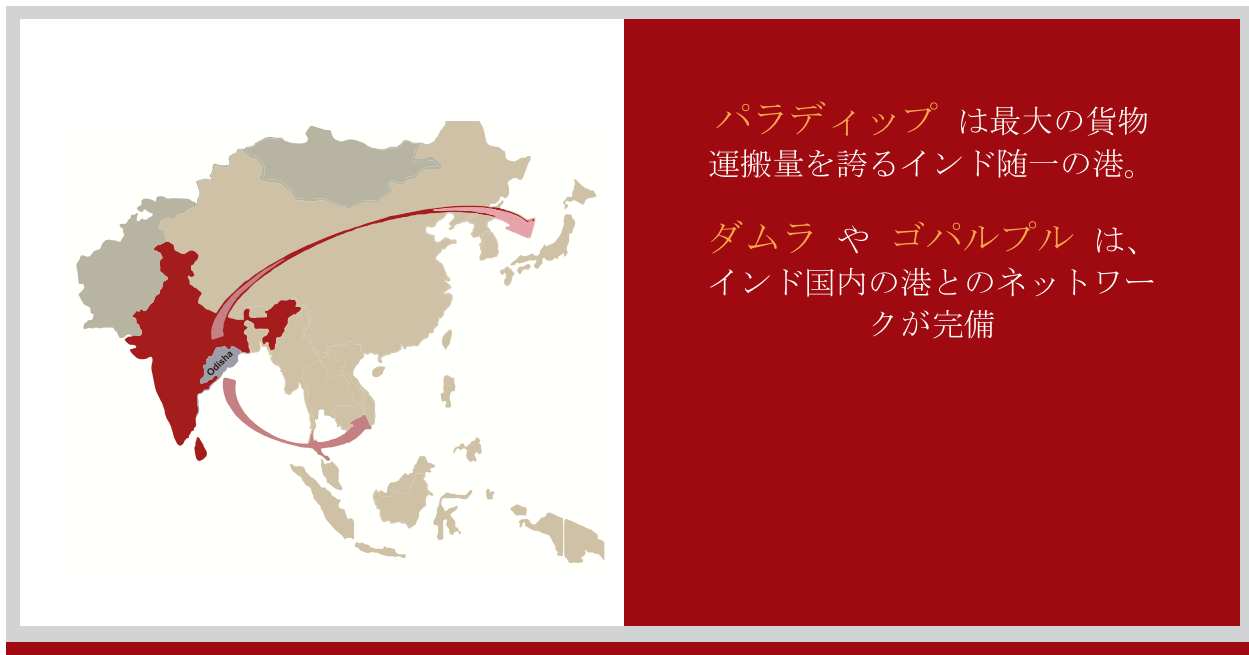 Odisha
パラディップ は最大の貨物
運搬量を誇るインド随一の港。
ダムラ や ゴパルプル は、
インド国内の港とのネットワー
クが完備